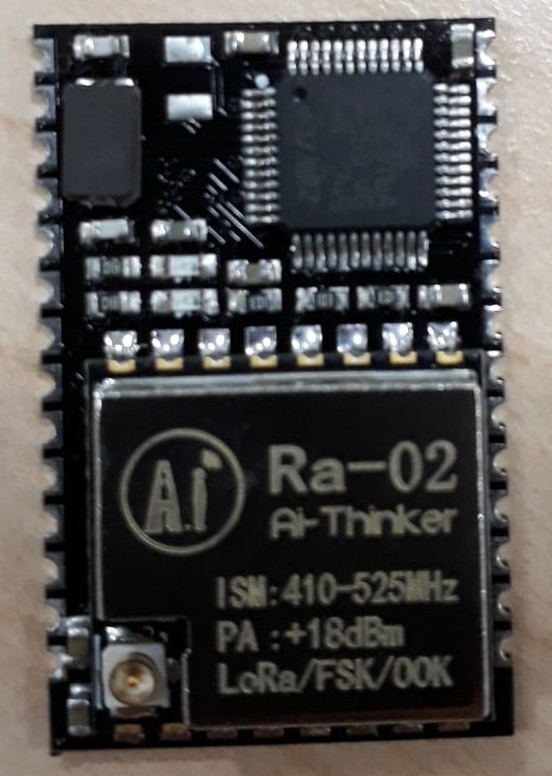 Ai
Ra-02
Ai-Thinker
ISM:410-525MHz
PA :+18dBm
LoRa/FSK/OOK